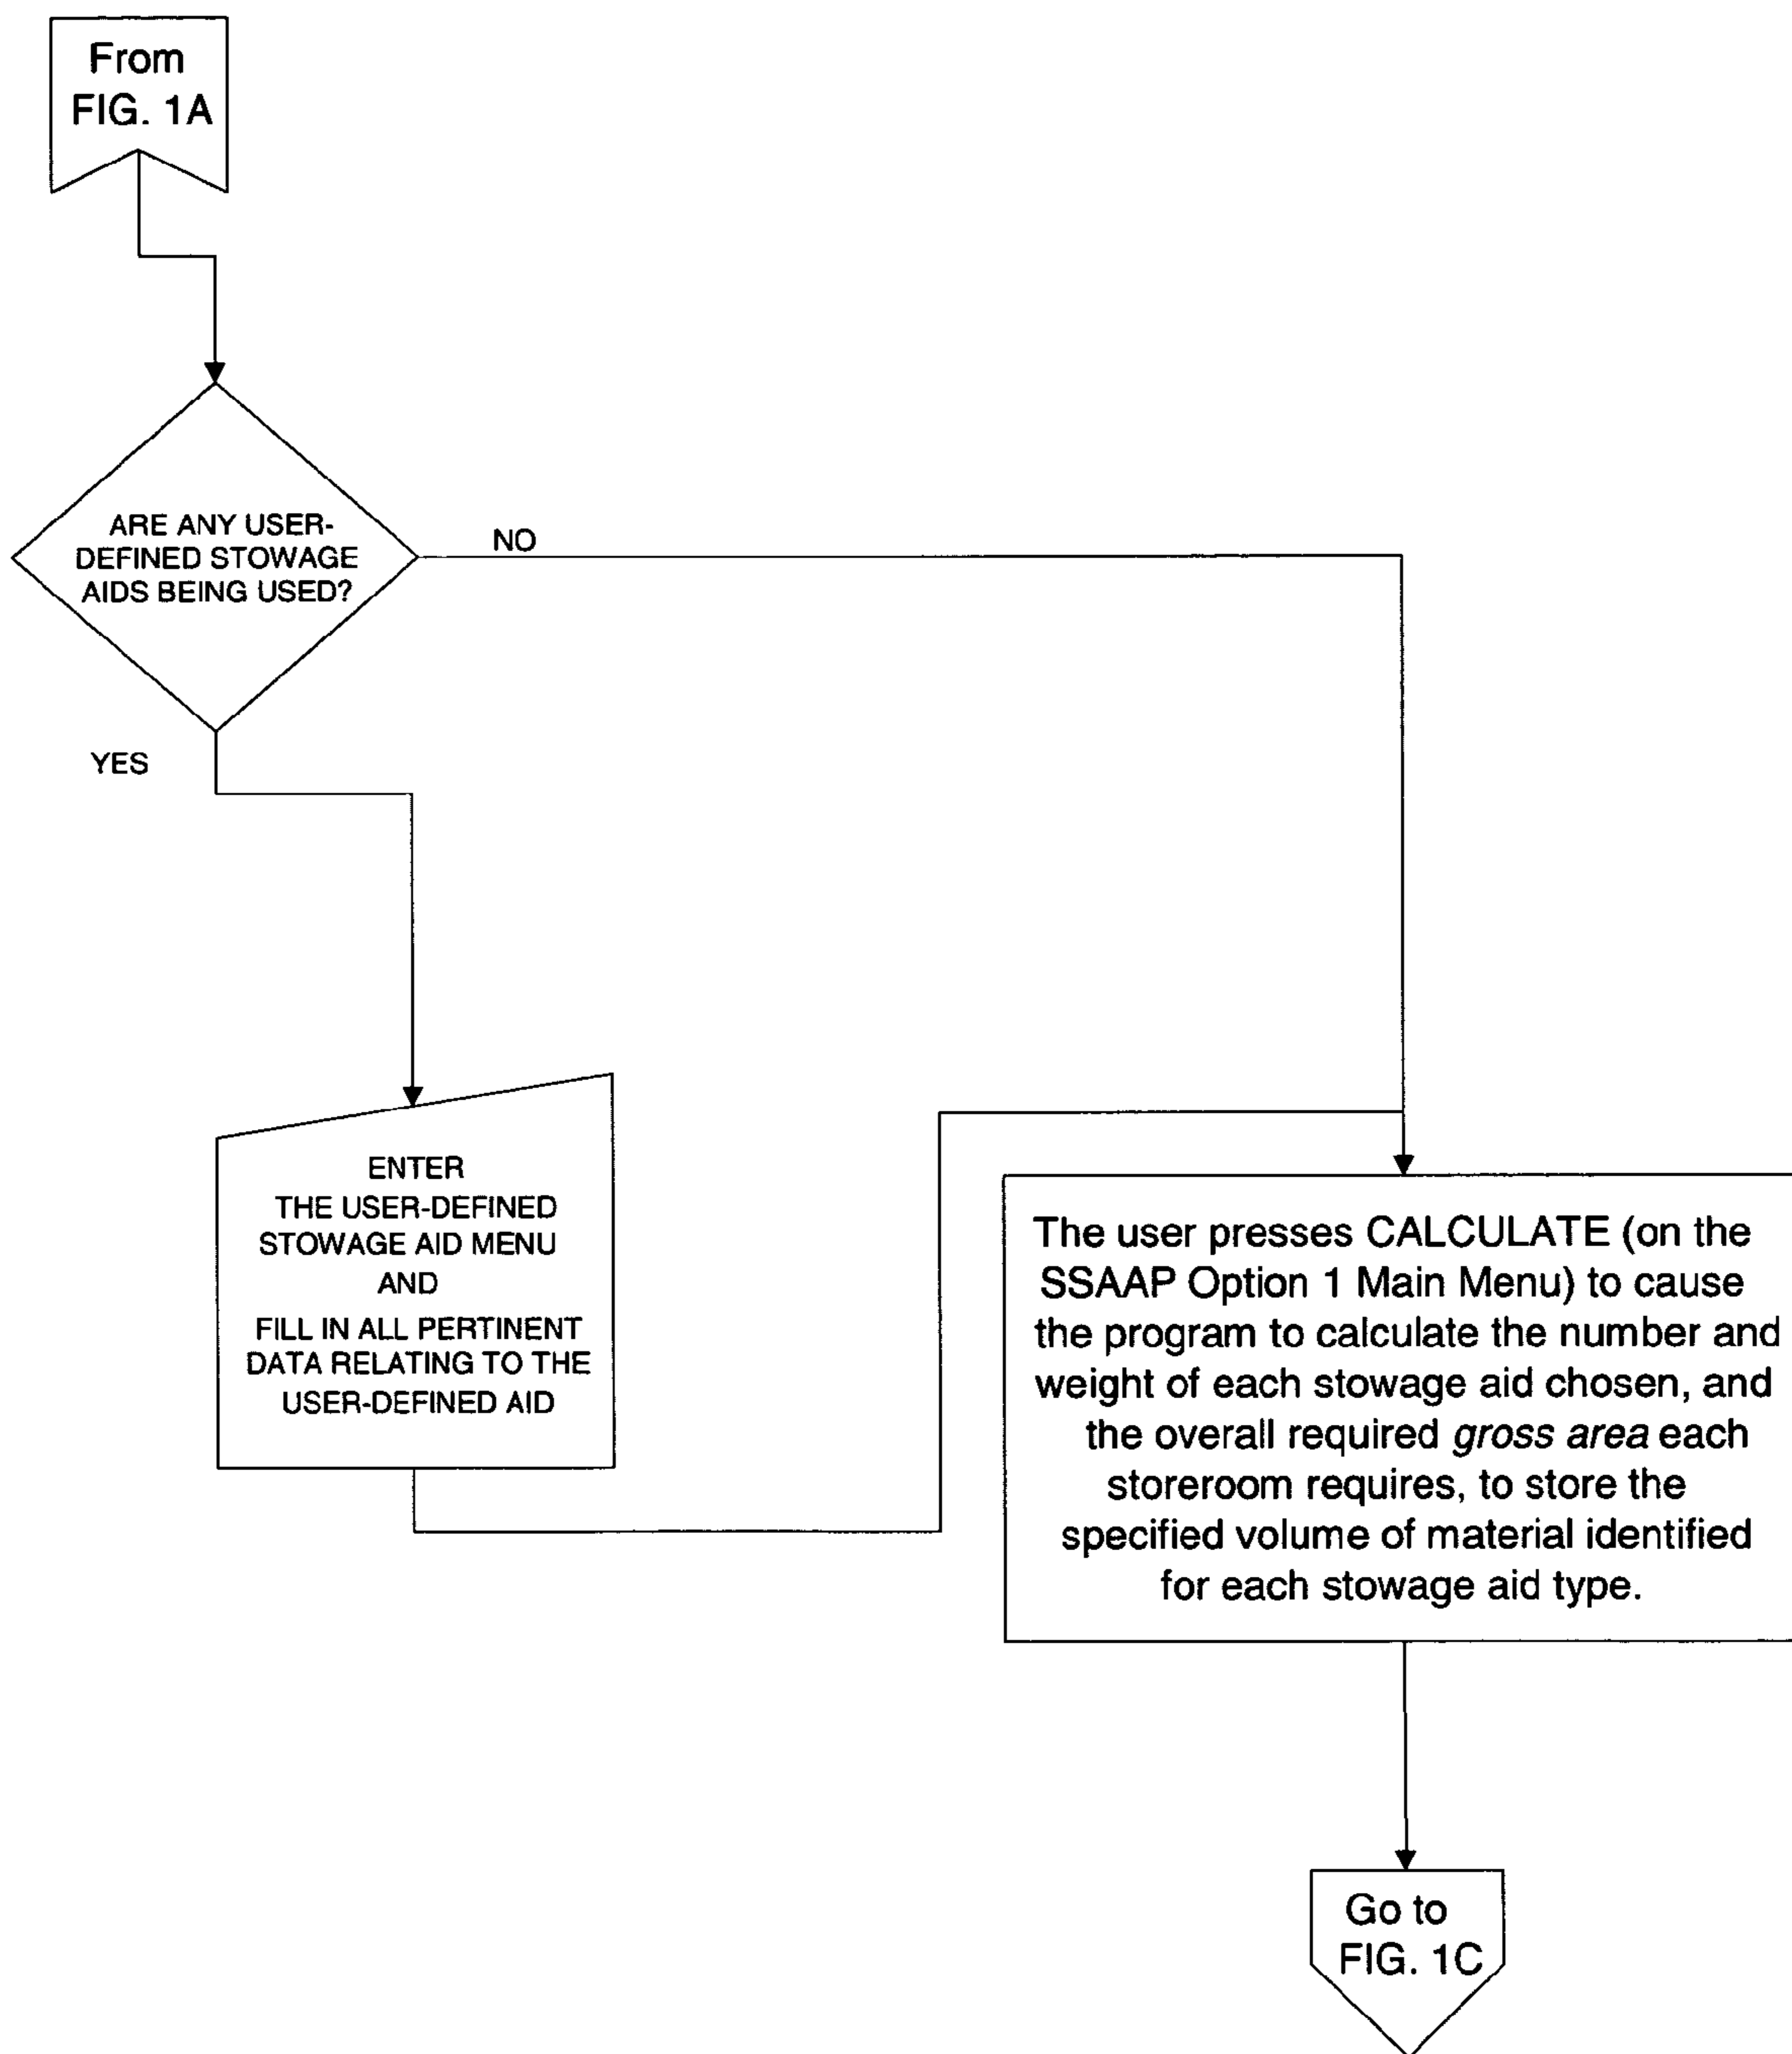 From
FIG. 1A
ARE ANY USER-
DEFINED STOWAGE
AIDS BEING USED?
NO
YES
ENTER
THE USER-DEFINED
STOWAGE AID MENU
AND
FILL IN ALL PERTINENT
DATA RELATING TO THE
USER-DEFINED AID
The user presses CALCULATE (on the
SSAAP Option 1 Main Menu) to cause
the program to calculate the number and
weight of each stowage aid chosen, and
the overall required gross area each
storeroom requires, to store the
specified volume of material identified
for each stowage aid type.
Go to
FIG. 1C